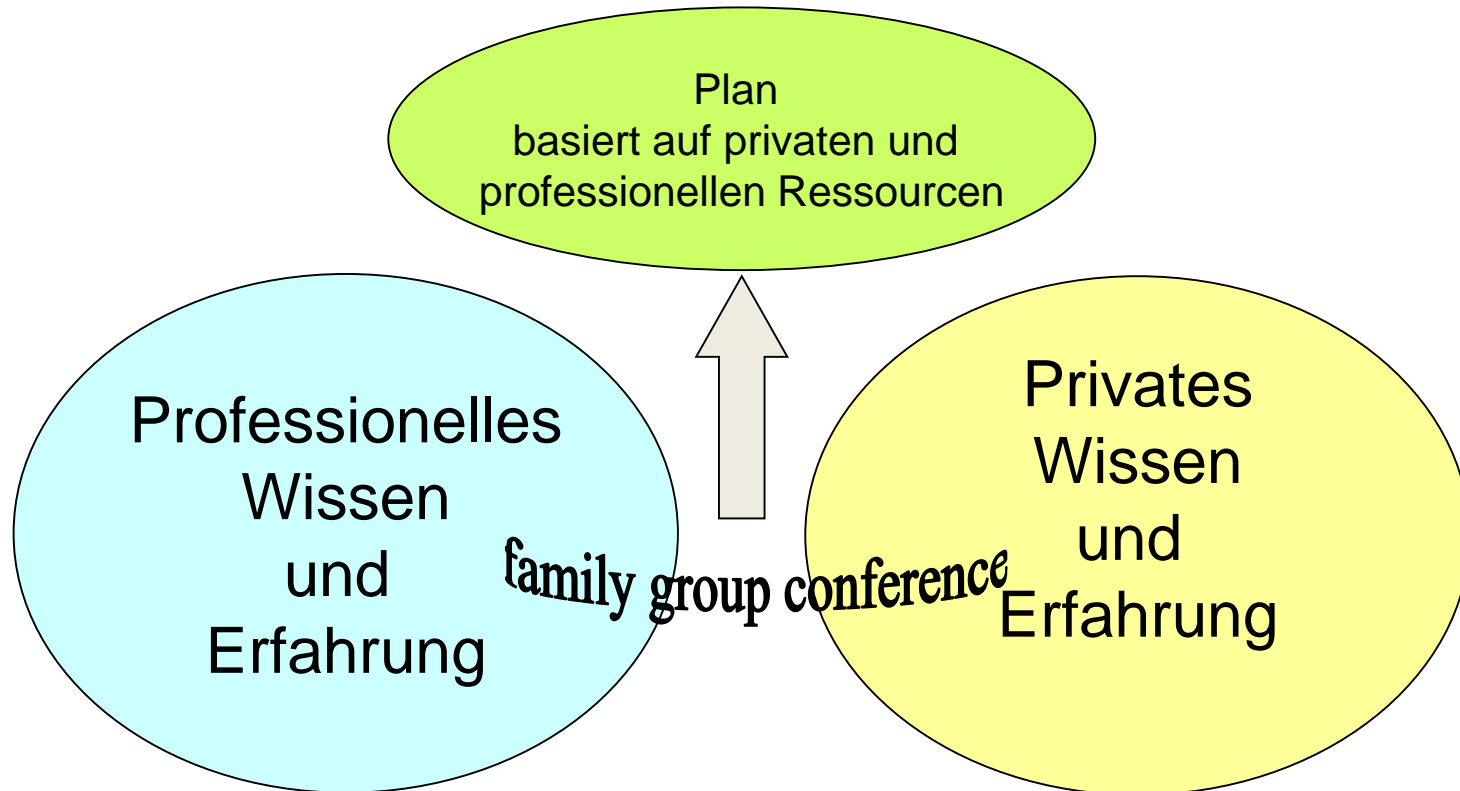 Plan
basiert auf privaten und
professionellen Ressourcen
Professionelles
Wissen
und
Erfahrung
family group conference
Privates
Wissen
und
Erfahrung